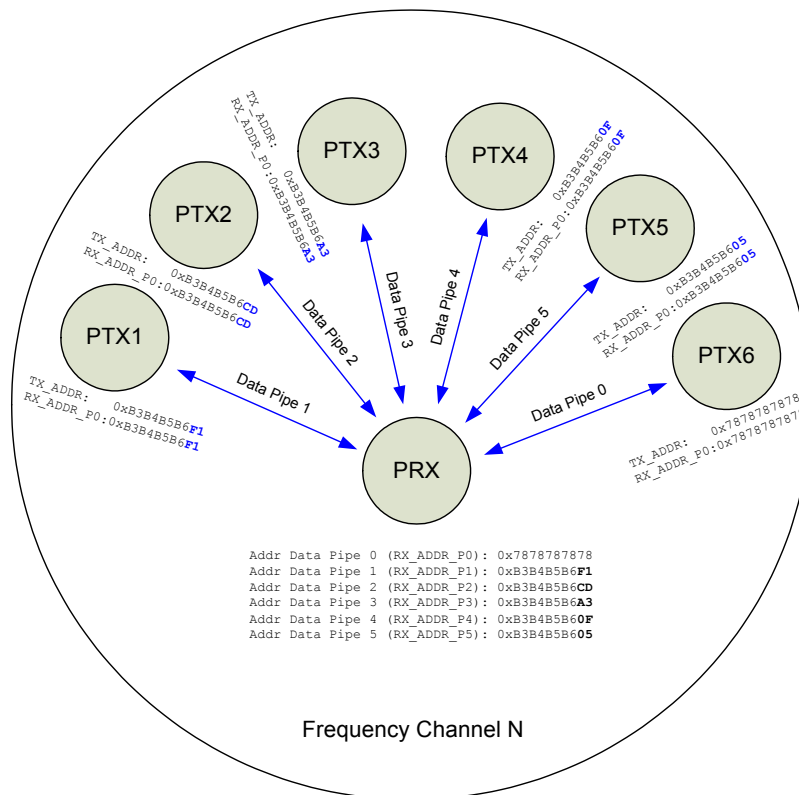 PTX3
PTX4
PTX2
PTX5
PTX1
PTX6
TX_ADDR: 0xB3B4B5B6F1
RX_ADDR_P0:0xB3B4B5B6F1
TX_ADDR: 0xB3B4B5B6CD
RX_ADDR_P0:0xB3B4B5B6CD
TX_ADDR: 0xB3B4B5B6A3
RX_ADDR_P0:0xB3B4B5B6A3
TX_ADDR: 0xB3B4B5B60F
RX_ADDR_P0:0xB3B4B5B60F
TX_ADDR: 0xB3B4B5B605
RX_ADDR_P0:0xB3B4B5B605
TX_ADDR: 0x7878787878
RX_ADDR_P0:0x787878787
Data Pipe 1
Data Pipe 2
Data Pipe 3
Data Pipe 4
Data Pipe 5
Data Pipe 0
PRX
Addr Data Pipe 0 (RX_ADDR_P0): 0x7878787878
Addr Data Pipe 1 (RX_ADDR_P1): 0xB3B4B5B6F1
Addr Data Pipe 2 (RX_ADDR_P2): 0xB3B4B5B6CD
Addr Data Pipe 3 (RX_ADDR_P3): 0xB3B4B5B6A3
Addr Data Pipe 4 (RX_ADDR_P4): 0xB3B4B5B60F
Addr Data Pipe 5 (RX_ADDR_P5): 0xB3B4B5B605
Frequency Channel N